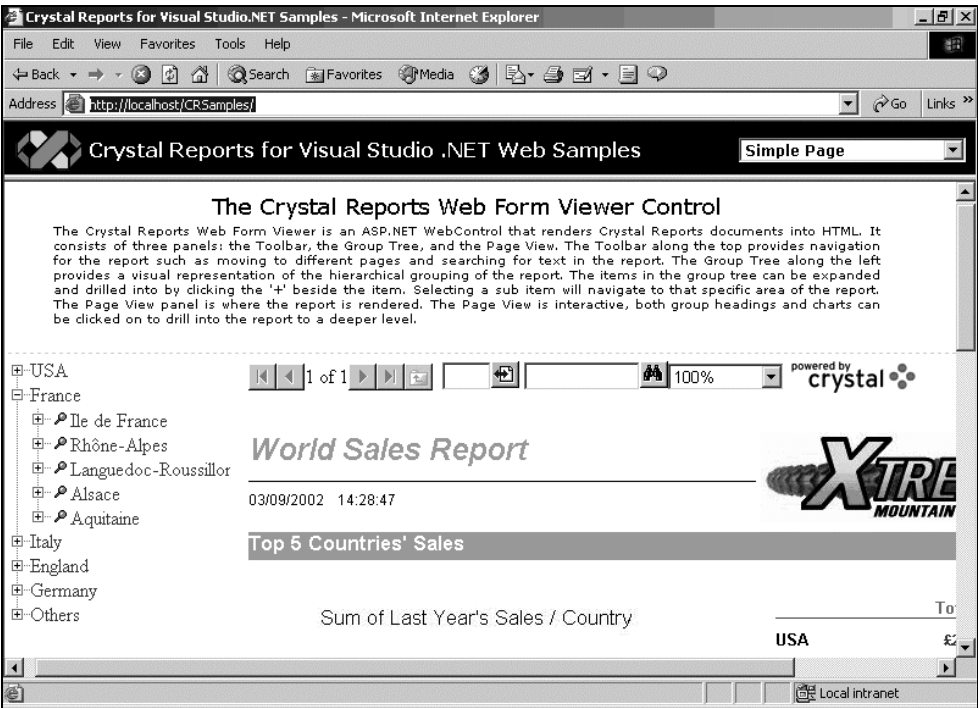 Crystal Reports for Visual Studio.NET Samples - Microsoft Internet Explorer
File Edit View Favorites Tools Help
Back Search Favorites Media
Address http://localhost/CRSamples/ Go Links »
Crystal Reports for Visual Studio .NET Web Samples Simple Page
The Crystal Reports Web Form Viewer Control
The Crystal Reports Web Form Viewer is an ASP.NET WebControl that renders Crystal Reports documents into HTML. It
consists of three panels: the Toolbar, the Group Tree, and the Page View. The Toolbar along the top provides navigation
for the report such as moving to different pages and searching for text in the report. The Group Tree along the left
provides a visual representation of the hierarchical grouping of the report. The items in the group tree can be expanded
and drilled into by clicking the '+' beside the item. Selecting a sub item will navigate to that specific area of the report.
The Page View panel is where the report is rendered. The Page View is interactive, both group headings and charts can
be clicked on to drill into the report to a deeper level.
1 of 1 100% powered by crystal
USA
France
Ile de France
Rhône-Alpes
Languedoc-Roussillor
Alsace
Aquitaine
Italy
England
Germany
Others
World Sales Report
XTRE
MOUNTAIN
03/09/2002 14:28:47
Top 5 Countries' Sales
Sum of Last Year's Sales / Country
To
USA £2
Local intranet